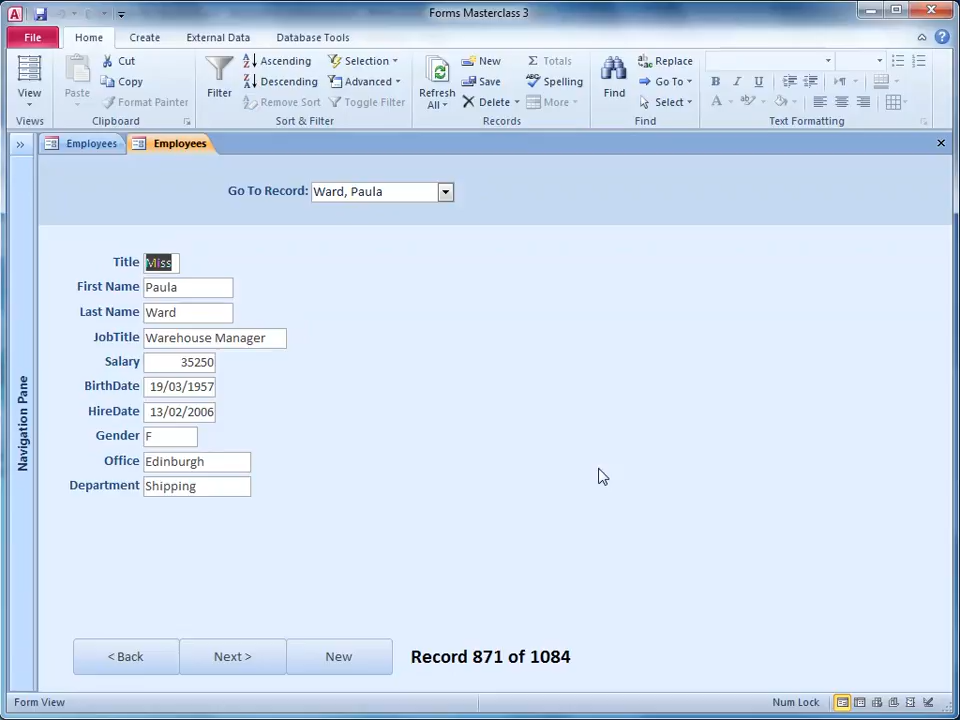 Forms Masterclass 3
File Home Create External Data Database Tools
View
Views
Paste
Cut
Copy
Format Painter
Clipboard
Filter
Ascending
Descending
Remove Sort
Selection
Advanced
Toggle Filter
Sort & Filter
Refresh
All
New
Save
Delete
Totals
Spelling
More
Records
Find
Replace
Go To
Select
Find
B I U
A ab
Text Formatting
Employees Employees
Go To Record: Ward, Paula
Title Miss
First Name Paula
Last Name Ward
JobTitle Warehouse Manager
Salary 35250
BirthDate 19/03/1957
HireDate 13/02/2006
Gender F
Office Edinburgh
Department Shipping
Navigation Pane
< Back Next > New Record 871 of 1084
Form View Num Lock